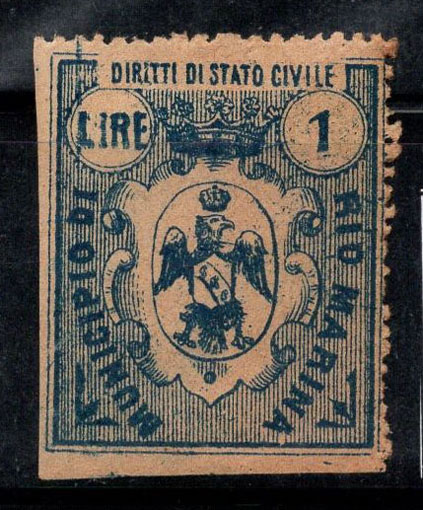 DIRITTI DI STATO CIVILE
LIRE 1
MUNICIPIO DI
RIO MARINA